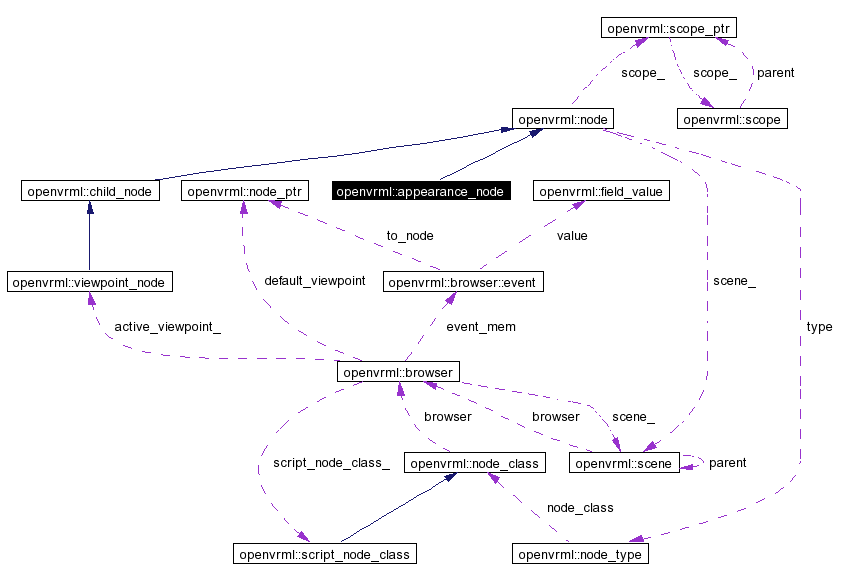 openvrml::scope_ptr
scope_
scope_
parent
openvrml::node
openvrml::scope
openvrml::child_node
openvrml::node_ptr
openvrml::appearance_node
openvrml::field_value
to_node
value
openvrml::viewpoint_node
default_viewpoint
openvrml::browser::event
scene_
active_viewpoint_
event_mem
type
openvrml::browser
browser
browser
scene_
script_node_class_
openvrml::node_class
openvrml::scene
parent
node_class
openvrml::script_node_class
openvrml::node_type